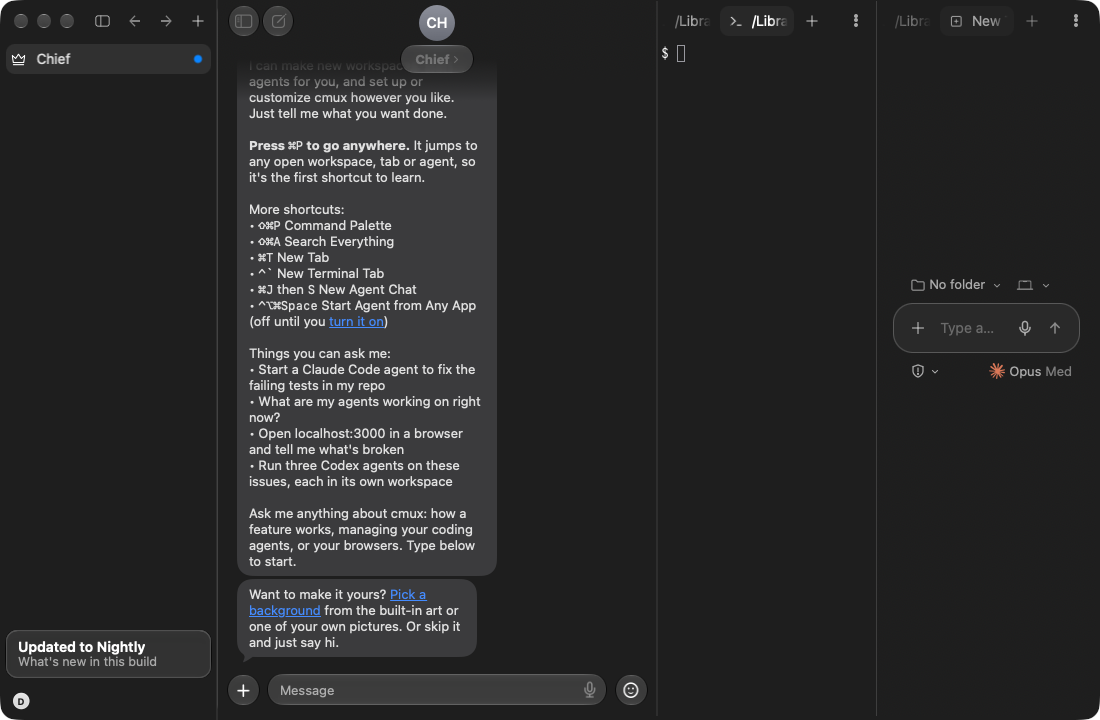 Chief
Updated to Nightly
What's new in this build
D
CH
Chief ›
I can make new workspac
agents for you, and set up or
customize cmux however you like.
Just tell me what you want done.
Press ⌘P to go anywhere. It jumps to
any open workspace, tab or agent, so
it's the first shortcut to learn.
More shortcuts:
• ⇧⌘P Command Palette
• ⇧⌘A Search Everything
• ⌘T New Tab
• ^` New Terminal Tab
• ⌘J then S New Agent Chat
• ^⌥⌘Space Start Agent from Any App
(off until you turn it on)
Things you can ask me:
• Start a Claude Code agent to fix the
failing tests in my repo
• What are my agents working on right
now?
• Open localhost:3000 in a browser
and tell me what's broken
• Run three Codex agents on these
issues, each in its own workspace
Ask me anything about cmux: how a
feature works, managing your coding
agents, or your browsers. Type below
to start.
Want to make it yours? Pick a
background from the built-in art or
one of your own pictures. Or skip it
and just say hi.
Message
/Libra
/Libra
$
/Libra
New
No folder
Type a...
Opus Med